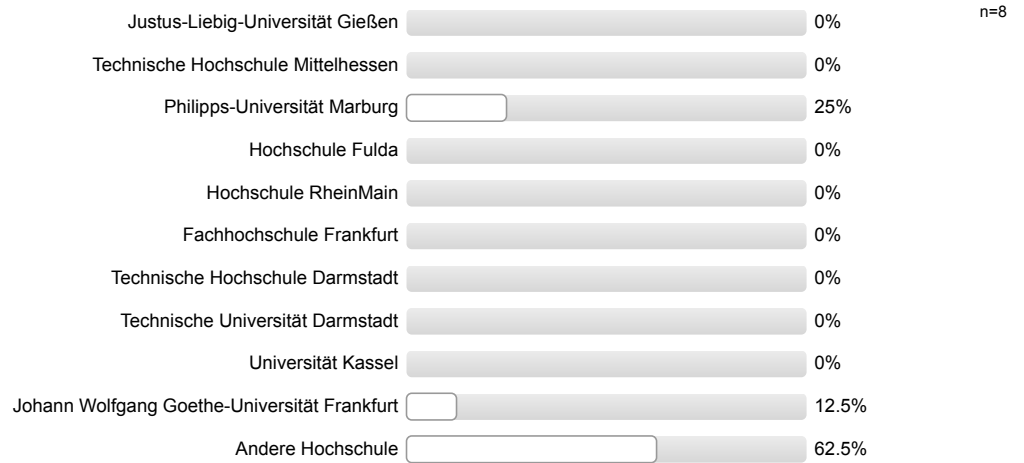 n=8
Justus-Liebig-Universität Gießen 0%
Technische Hochschule Mittelhessen 0%
Philipps-Universität Marburg 25%
Hochschule Fulda 0%
Hochschule RheinMain 0%
Fachhochschule Frankfurt 0%
Technische Hochschule Darmstadt 0%
Technische Universität Darmstadt 0%
Universität Kassel 0%
Johann Wolfgang Goethe-Universität Frankfurt 12.5%
Andere Hochschule 62.5%